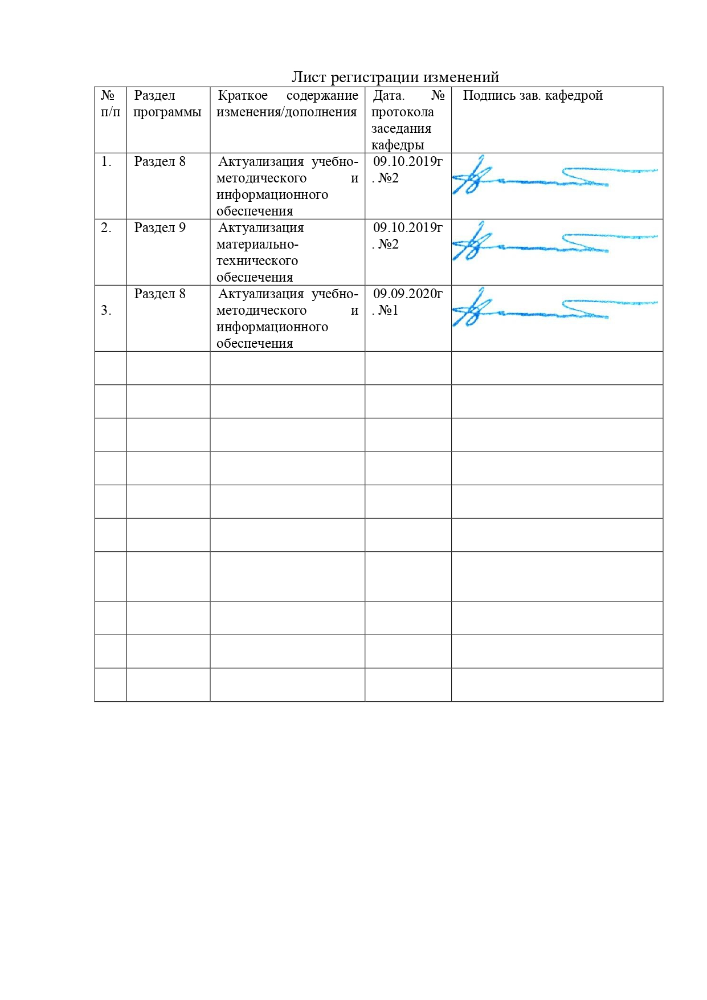 Лист регистрации изменений
№
п/п
Раздел
программы
Краткое содержание
изменения/дополнения
Дата. №
протокола
заседания
кафедры
Подпись зав. кафедрой
1.
Раздел 8
Актуализация учебно-
методического и
информационного
обеспечения
09.10.2019г
. №2
2.
Раздел 9
Актуализация
материально-
технического
обеспечения
09.10.2019г
. №2
3.
Раздел 8
Актуализация учебно-
методического и
информационного
обеспечения
09.09.2020г
. №1